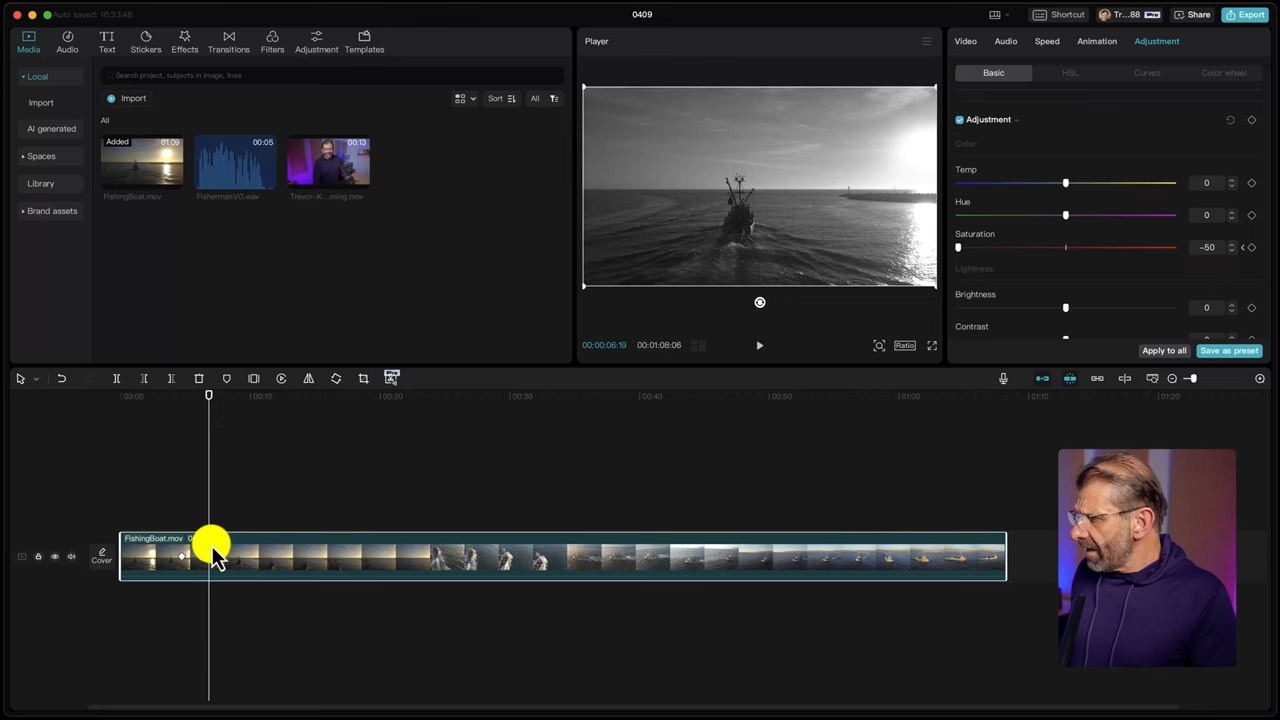 Auto saved: 16:33:48
0409
Shortcut
Tr...88
Pro
Share
Export
Media
Audio
Text
Stickers
Effects
Transitions
Filters
Adjustment
Templates
Local
Import
AI generated
Spaces
Library
Brand assets
Search project, subjects in image, lines
Import
Sort
All
All
Added
01:09
00:05
00:13
FishingBoat.mov
FishermanVO.wav
Trevor-K...ming.mov
Player
00:00:06:19
00:01:08:06
Ratio
Video
Audio
Speed
Animation
Adjustment
Basic
HSL
Curves
Color wheel
Adjustment
Color
Temp
0
Hue
0
Saturation
-50
Lightness
Brightness
0
Contrast
Apply to all
Save as preset
Pro
00:00
00:10
00:20
00:30
00:40
00:50
01:00
01:10
01:20
Cover
FishingBoat.mov